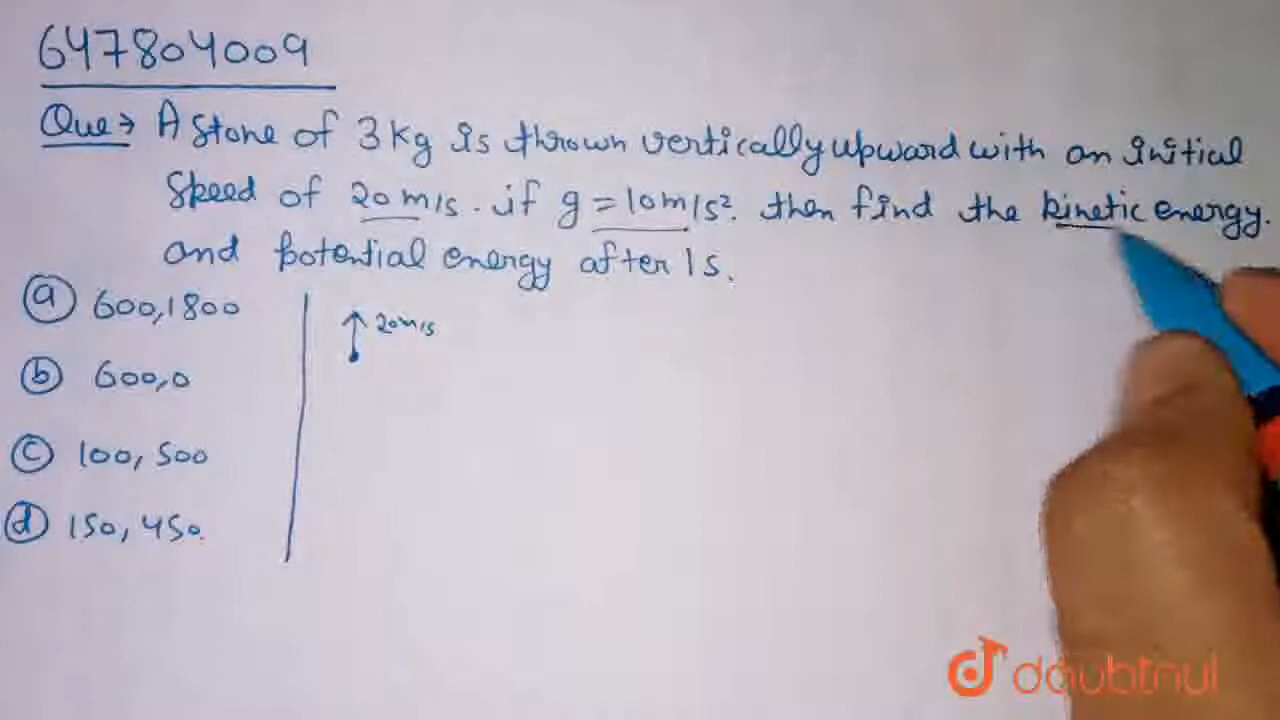 647804009
Que→ A stone of 3 kg is thrown vertically upward with an initial
speed of 20 m/s. if g = 10 m/s². then find the kinetic energy.
and potential energy after 1 s.
(a) 600, 1800
(b) 600, 0
(c) 100, 500
(d) 150, 450.
20 m/s
doubtnut